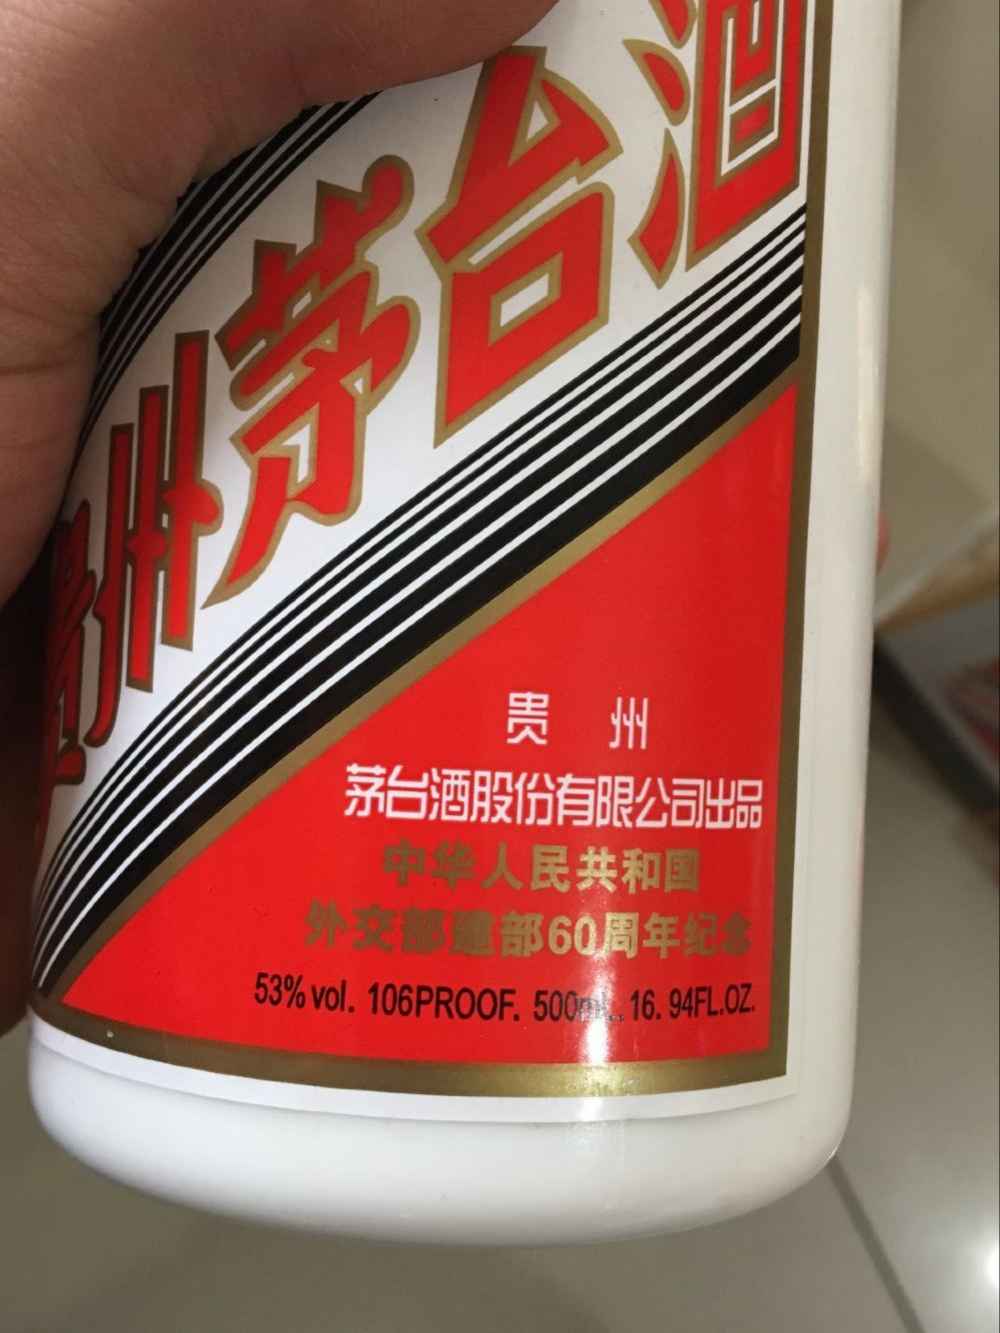 贵州茅台酒
贵 州
茅台酒股份有限公司出品
中华人民共和国
外交部建部60周年纪念
53% vol. 106PROOF. 500mL. 16. 94FL.OZ.